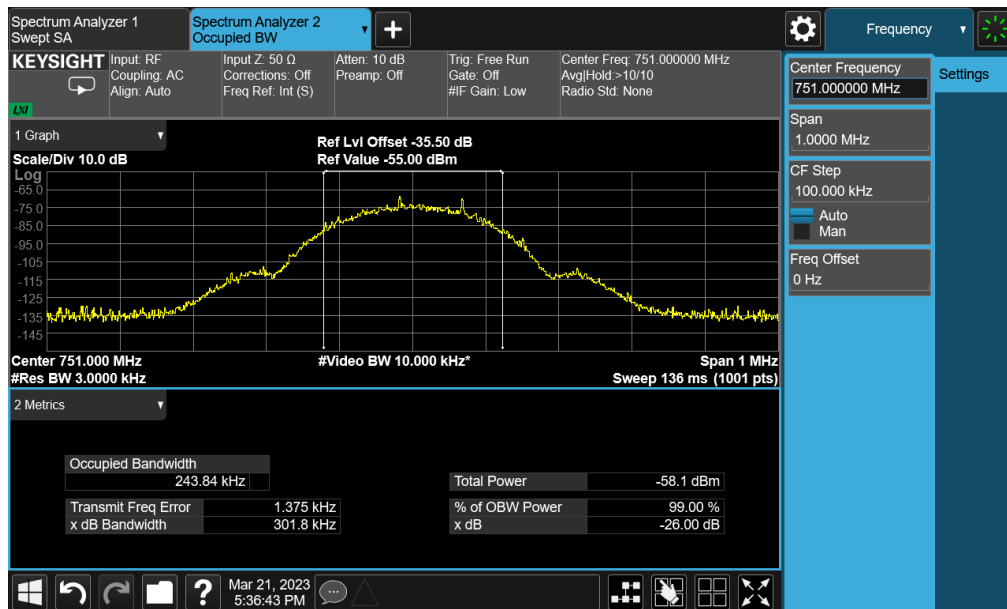 Spectrum Analyzer 1
Swept SA
Spectrum Analyzer 2
Occupied BW
▼
+
Frequency
▼
KEYSIGHT
LXI
Input: RF
Coupling: AC
Align: Auto
Input Z: 50 Ω
Corrections: Off
Freq Ref: Int (S)
Atten: 10 dB
Preamp: Off
Trig: Free Run
Gate: Off
#IF Gain: Low
Center Freq: 751.000000 MHz
Avg|Hold:>10/10
Radio Std: None
Center Frequency
751.000000 MHz
Settings
Span
1.0000 MHz
CF Step
100.000 kHz
Auto
Man
Freq Offset
0 Hz
1 Graph
Scale/Div 10.0 dB
Ref Lvl Offset -35.50 dB
Ref Value -55.00 dBm
Log
-65.0
-75.0
-85.0
-95.0
-105
-115
-125
-135
-145
Center 751.000 MHz
#Res BW 3.0000 kHz
#Video BW 10.000 kHz*
Span 1 MHz
Sweep 136 ms (1001 pts)
2 Metrics
Occupied Bandwidth
243.84 kHz
Transmit Freq Error 1.375 kHz
x dB Bandwidth 301.8 kHz
Total Power -58.1 dBm
% of OBW Power 99.00 %
x dB -26.00 dB
?
Mar 21, 2023
5:36:43 PM